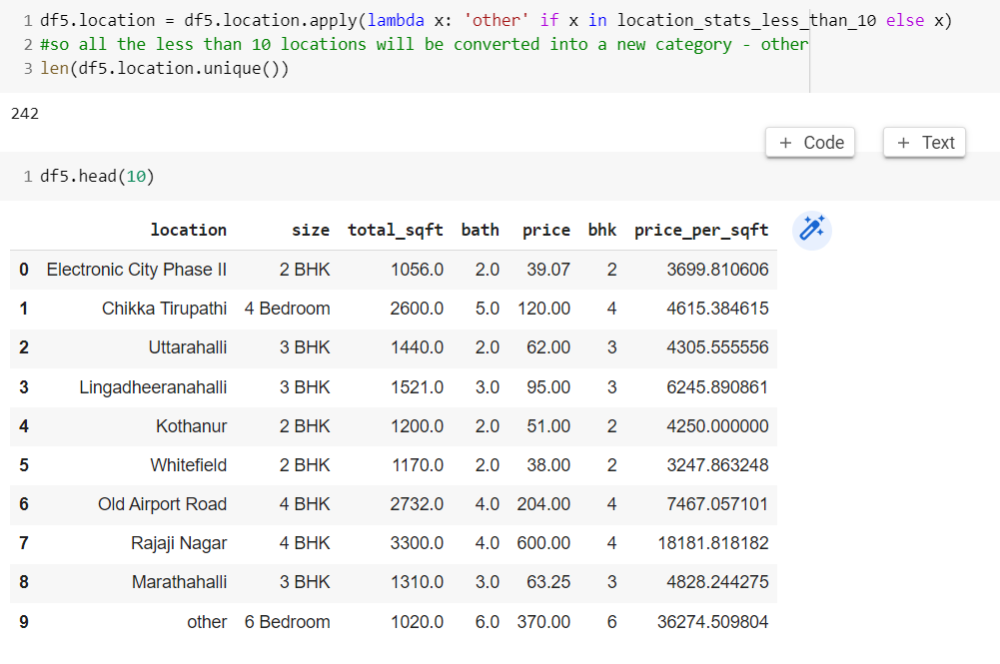 1 df5.location = df5.location.apply(lambda x: 'other' if x in location_stats_less_than_10 else x)
2 #so all the less than 10 locations will be converted into a new category - other
3 len(df5.location.unique())
242
+ Code + Text
1 df5.head(10)
location size total_sqft bath price bhk price_per_sqft
0 Electronic City Phase II 2 BHK 1056.0 2.0 39.07 2 3699.810606
1 Chikka Tirupathi 4 Bedroom 2600.0 5.0 120.00 4 4615.384615
2 Uttarahalli 3 BHK 1440.0 2.0 62.00 3 4305.555556
3 Lingadheeranahalli 3 BHK 1521.0 3.0 95.00 3 6245.890861
4 Kothanur 2 BHK 1200.0 2.0 51.00 2 4250.000000
5 Whitefield 2 BHK 1170.0 2.0 38.00 2 3247.863248
6 Old Airport Road 4 BHK 2732.0 4.0 204.00 4 7467.057101
7 Rajaji Nagar 4 BHK 3300.0 4.0 600.00 4 18181.818182
8 Marathahalli 3 BHK 1310.0 3.0 63.25 3 4828.244275
9 other 6 Bedroom 1020.0 6.0 370.00 6 36274.509804